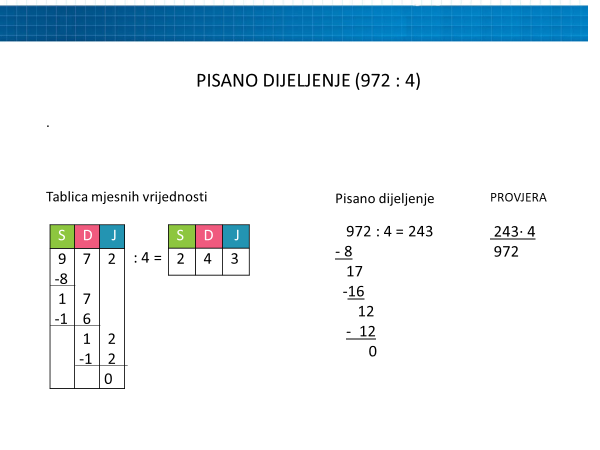 PISANO DIJELJENJE (972 : 4)
.
Tablica mjesnih vrijednosti
S D J
9 7 2
-8
1 7
-1 6
1 2
-1 2
0
: 4 =
S D J
2 4 3
Pisano dijeljenje
972 : 4 = 243
- 8
17
-16
12
- 12
0
PROVJERA
243· 4
972